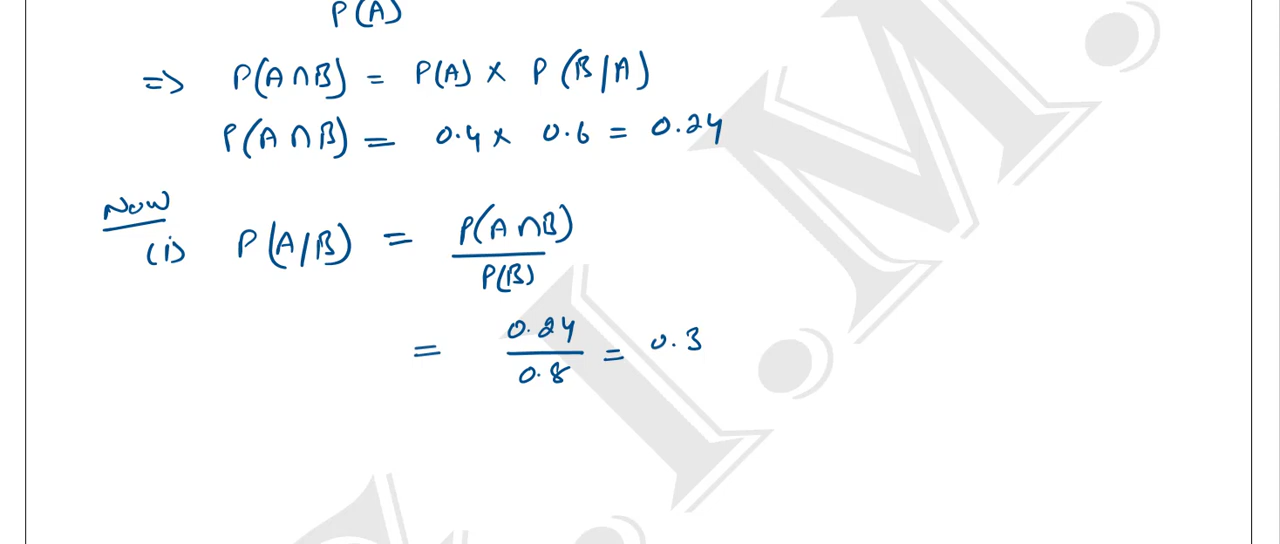 P(A)
=> P(A∩B) = P(A) × P(B/A)
P(A∩B) = 0.4 × 0.6 = 0.24
Now
(i) P(A/B) = P(A∩B)
P(B)
= 0.24 = 0.3
0.8